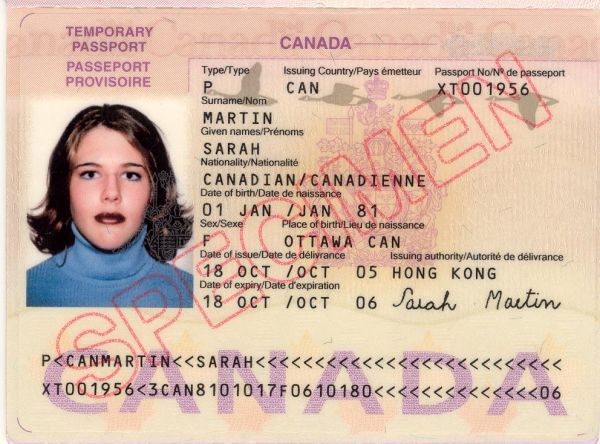 TEMPORARY PASSPORT
PASSEPORT PROVISOIRE
CANADA
Type/Type Issuing Country/Pays émetteur Passport No/Nº de passeport
P CAN XT001956
Surname/Nom
MARTIN
Given names/Prénoms
SARAH
Nationality/Nationalité
CANADIAN/CANADIENNE
Date of birth/Date de naissance
01 JAN /JAN 81
Sex/Sexe Place of birth/Lieu de naissance
F OTTAWA CAN
Date of issue/Date de délivrance Issuing authority/Autorité de délivrance
18 OCT /OCT 05 HONG KONG
Date of expiry/Date d'expiration
18 OCT /OCT 06 Sarah Martin
SPECIMEN
P<CANMARTIN<<SARAH<<<<<<<<<<<<<<<<<<<<<<<<<<
XT001956<3CAN8101017F0610180<<<<<<<<<<<<<<06
CANADA